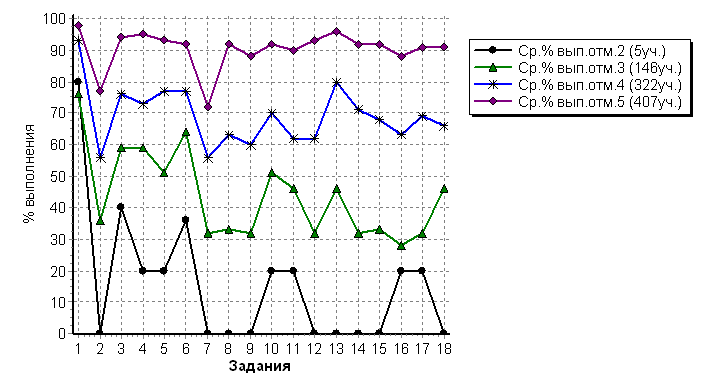 100
90
80
70
60
50
40
30
20
10
0
% выполнения
1 2 3 4 5 6 7 8 9 10 11 12 13 14 15 16 17 18
Задания
Ср.% вып.отм.2 (5уч.)
Ср.% вып.отм.3 (146уч.)
Ср.% вып.отм.4 (322уч.)
Ср.% вып.отм.5 (407уч.)